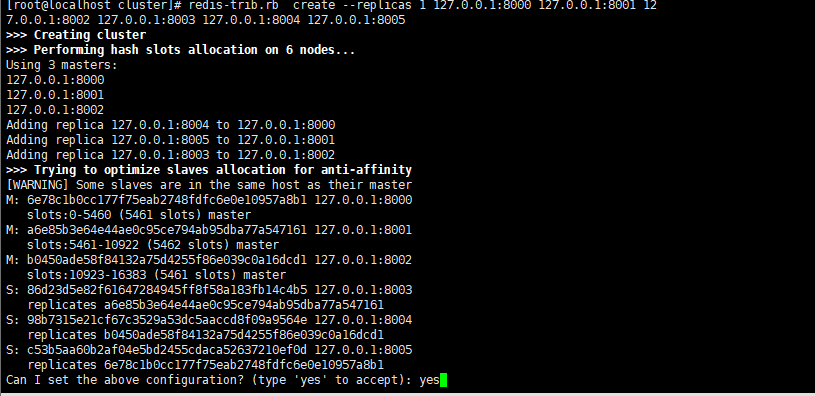 [root@localhost cluster]# redis-trib.rb  create --replicas 1 127.0.0.1:8000 127.0.0.1:8001 12
7.0.0.1:8002 127.0.0.1:8003 127.0.0.1:8004 127.0.0.1:8005
>>> Creating cluster
>>> Performing hash slots allocation on 6 nodes...
Using 3 masters:
127.0.0.1:8000
127.0.0.1:8001
127.0.0.1:8002
Adding replica 127.0.0.1:8004 to 127.0.0.1:8000
Adding replica 127.0.0.1:8005 to 127.0.0.1:8001
Adding replica 127.0.0.1:8003 to 127.0.0.1:8002
>>> Trying to optimize slaves allocation for anti-affinity
[WARNING] Some slaves are in the same host as their master
M: 6e78c1b0cc177f75eab2748fdfc6e0e10957a8b1 127.0.0.1:8000
   slots:0-5460 (5461 slots) master
M: a6e85b3e64e44ae0c95ce794ab95dba77a547161 127.0.0.1:8001
   slots:5461-10922 (5462 slots) master
M: b0450ade58f84132a75d4255f86e039c0a16dcd1 127.0.0.1:8002
   slots:10923-16383 (5461 slots) master
S: 86d23d5e82f61647284945ff8f58a183fb14c4b5 127.0.0.1:8003
   replicates a6e85b3e64e44ae0c95ce794ab95dba77a547161
S: 98b7315e21cf67c3529a53dc5aaccd8f09a9564e 127.0.0.1:8004
   replicates b0450ade58f84132a75d4255f86e039c0a16dcd1
S: c53b5aa60b2af04e5bd2455cdaca52637210ef0d 127.0.0.1:8005
   replicates 6e78c1b0cc177f75eab2748fdfc6e0e10957a8b1
Can I set the above configuration? (type 'yes' to accept): yes